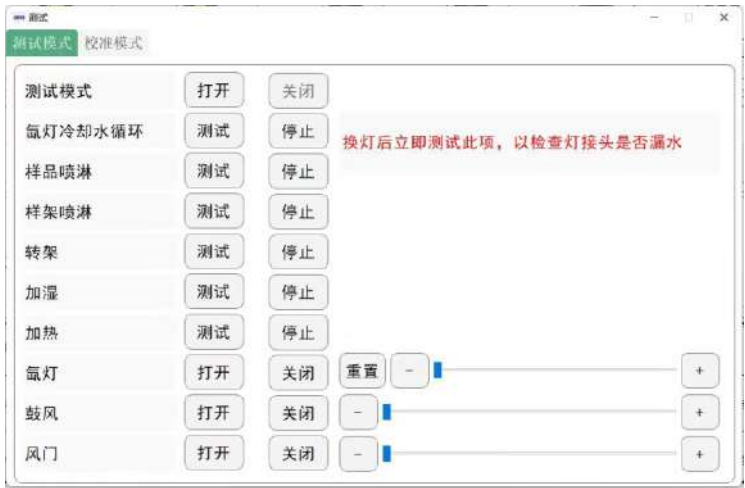 测试
测试模式 校准模式
测试模式 打开 关闭
氙灯冷却水循环 测试 停止 换灯后立即测试此项，以检查灯接头是否漏水
样品喷淋 测试 停止
样架喷淋 测试 停止
转架 测试 停止
加湿 测试 停止
加热 测试 停止
氙灯 打开 关闭 重置 - +
鼓风 打开 关闭 - +
风门 打开 关闭 - +